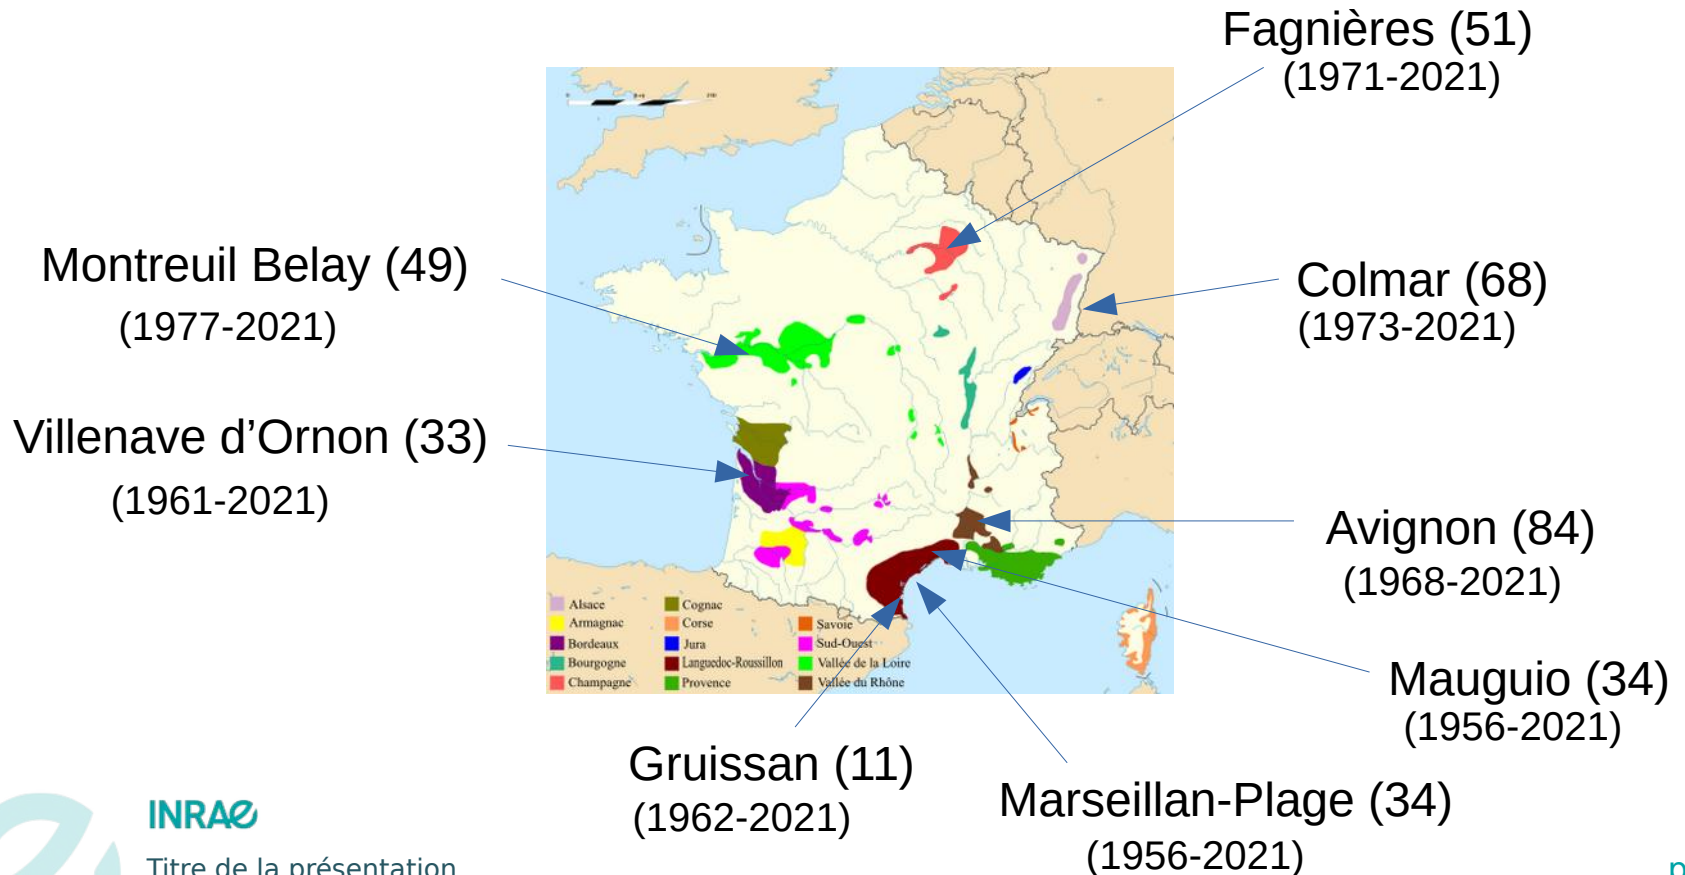 Fagnières (51)
(1971-2021)
Montreuil Belay (49)
(1977-2021)
Colmar (68)
(1973-2021)
Villenave d’Ornon (33)
(1961-2021)
Avignon (84)
(1968-2021)
Mauguio (34)
(1956-2021)
Gruissan (11)
(1962-2021)
Marseillan-Plage (34)
(1956-2021)
Alsace
Armagnac
Bordeaux
Bourgogne
Champagne
Cognac
Corse
Jura
Languedoc-Roussillon
Provence
Savoie
Sud-Ouest
Vallée de la Loire
Vallée du Rhône
INRAE
Titre de la présentation
p